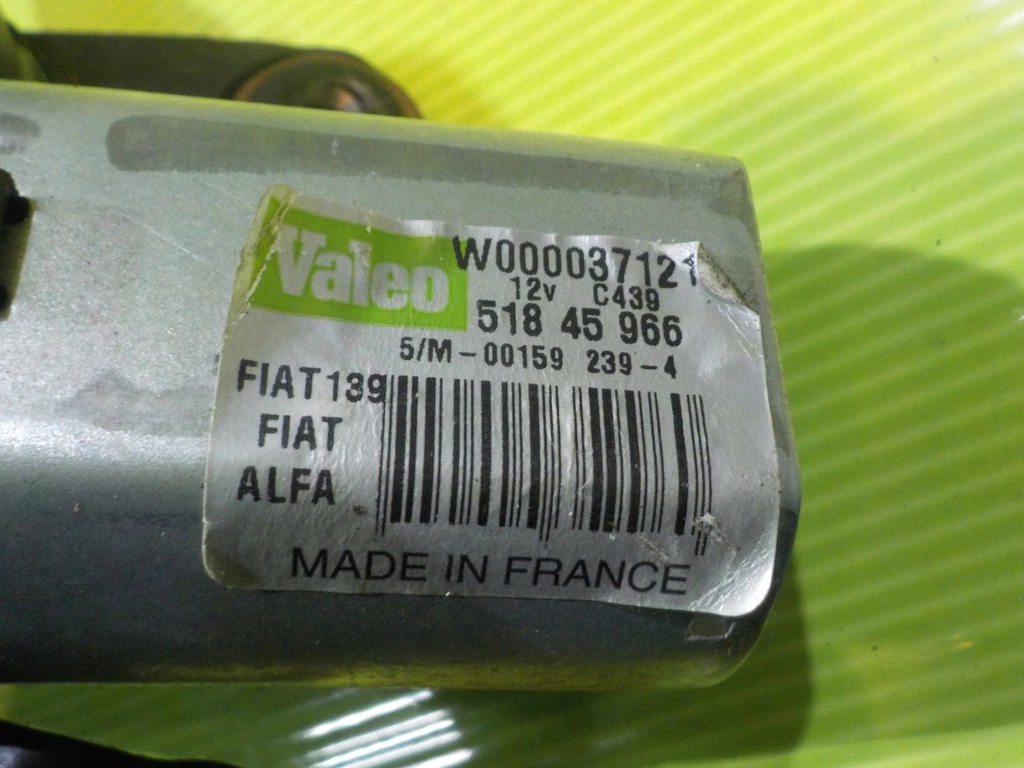 Valeo
W000037121
12v C439
518 45 966
5/M-00159 239-4
FIAT139
FIAT
ALFA
MADE IN FRANCE